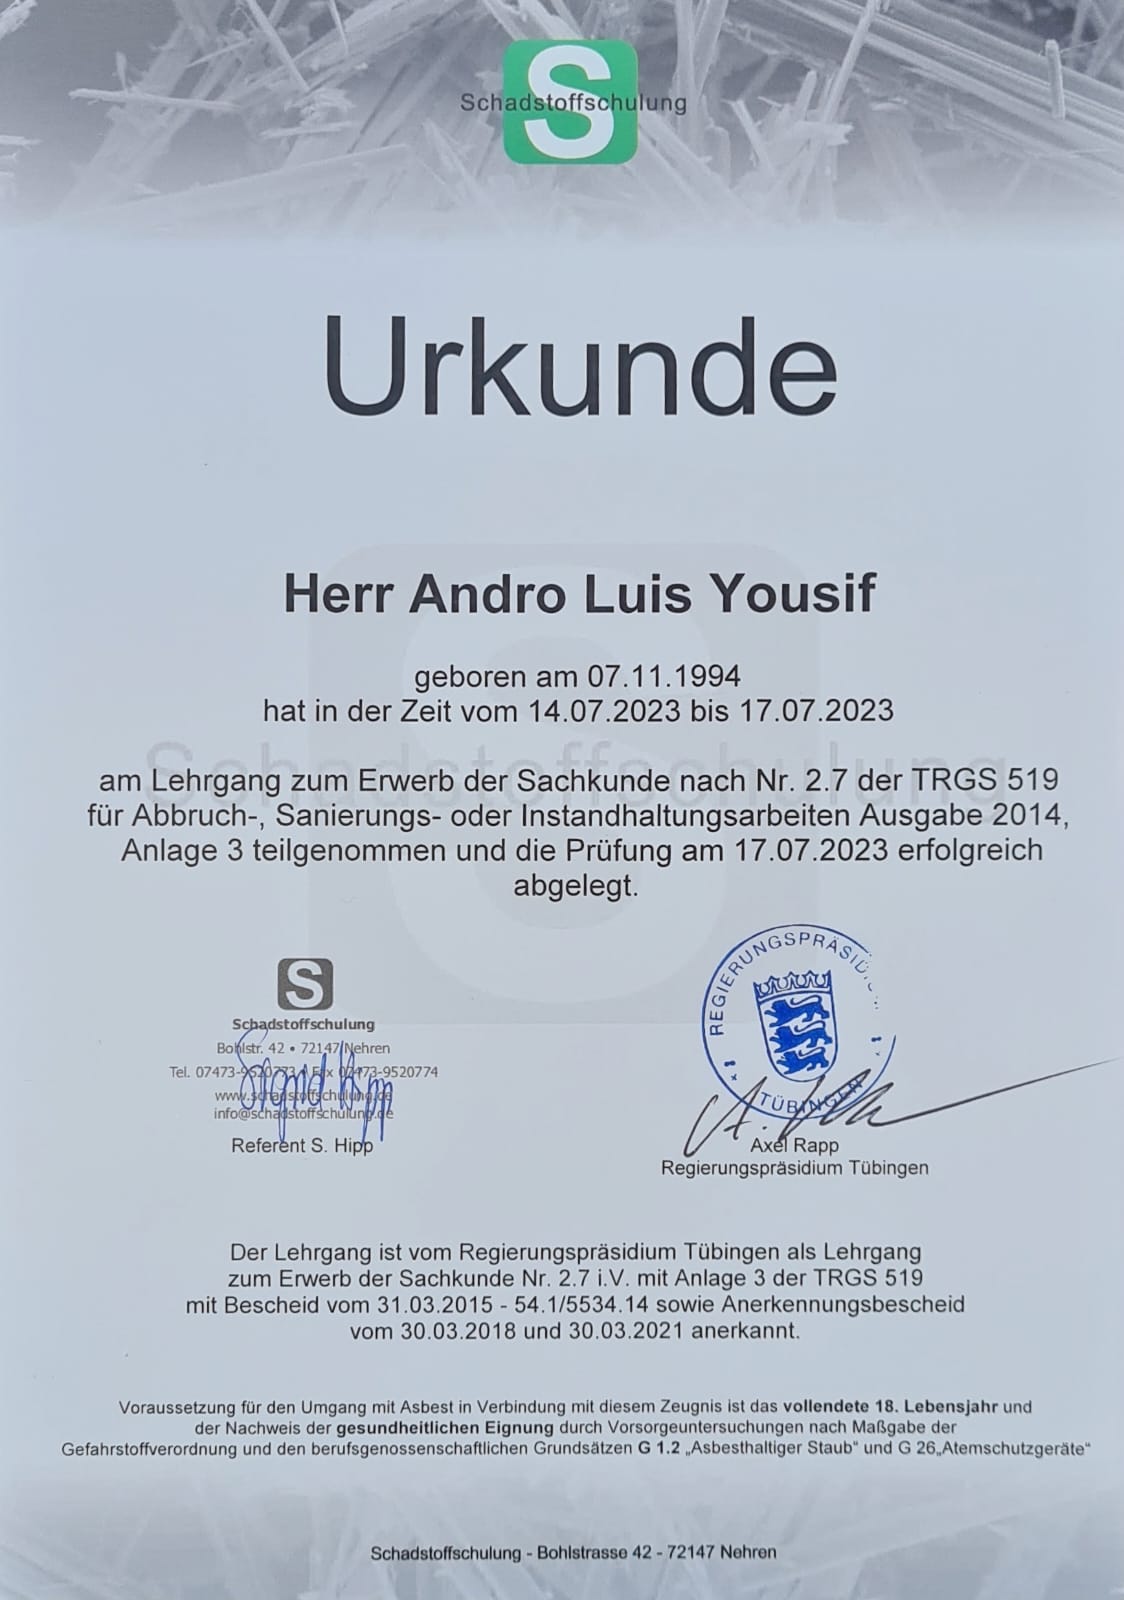 Schadstoffschulung
Urkunde
Herr Andro Luis Yousif
geboren am 07.11.1994
hat in der Zeit vom 14.07.2023 bis 17.07.2023
am Lehrgang zum Erwerb der Sachkunde nach Nr. 2.7 der TRGS 519
für Abbruch-, Sanierungs- oder Instandhaltungsarbeiten Ausgabe 2014,
Anlage 3 teilgenommen und die Prüfung am 17.07.2023 erfolgreich
abgelegt.
S
Schadstoffschulung
Bohlstr. 42 • 72147 Nehren
Tel. 07473-9520773 Fax 07473-9520774
www.schadstoffschulung.de
info@schadstoffschulung.de
Referent S. Hipp
REGIERUNGSPRÄSIDI
TÜBINGEN
Axel Rapp
Regierungspräsidium Tübingen
Der Lehrgang ist vom Regierungspräsidium Tübingen als Lehrgang
zum Erwerb der Sachkunde Nr. 2.7 i.V. mit Anlage 3 der TRGS 519
mit Bescheid vom 31.03.2015 - 54.1/5534.14 sowie Anerkennungsbescheid
vom 30.03.2018 und 30.03.2021 anerkannt.
Voraussetzung für den Umgang mit Asbest in Verbindung mit diesem Zeugnis ist das vollendete 18. Lebensjahr und
der Nachweis der gesundheitlichen Eignung durch Vorsorgeuntersuchungen nach Maßgabe der
Gefahrstoffverordnung und den berufsgenossenschaftlichen Grundsätzen G 1.2 „Asbesthaltiger Staub“ und G 26„Atemschutzgeräte“
Schadstoffschulung - Bohlstrasse 42 - 72147 Nehren